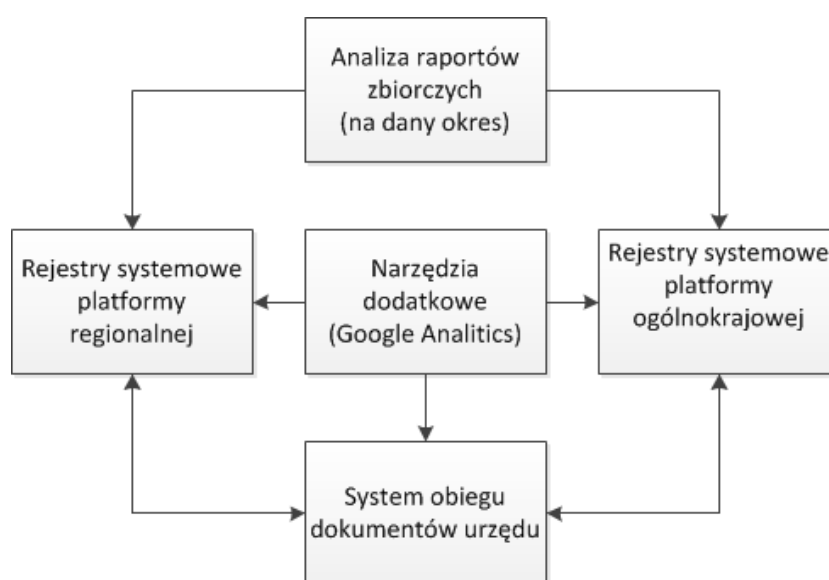 Analiza raportów
zbiorczych
(na dany okres)
Rejestry systemowe
platformy
regionalnej
Narzędzia
dodatkowe
(Google Analitics)
Rejestry systemowe
platformy
ogólnokrajowej
System obiegu
dokumentów urzędu